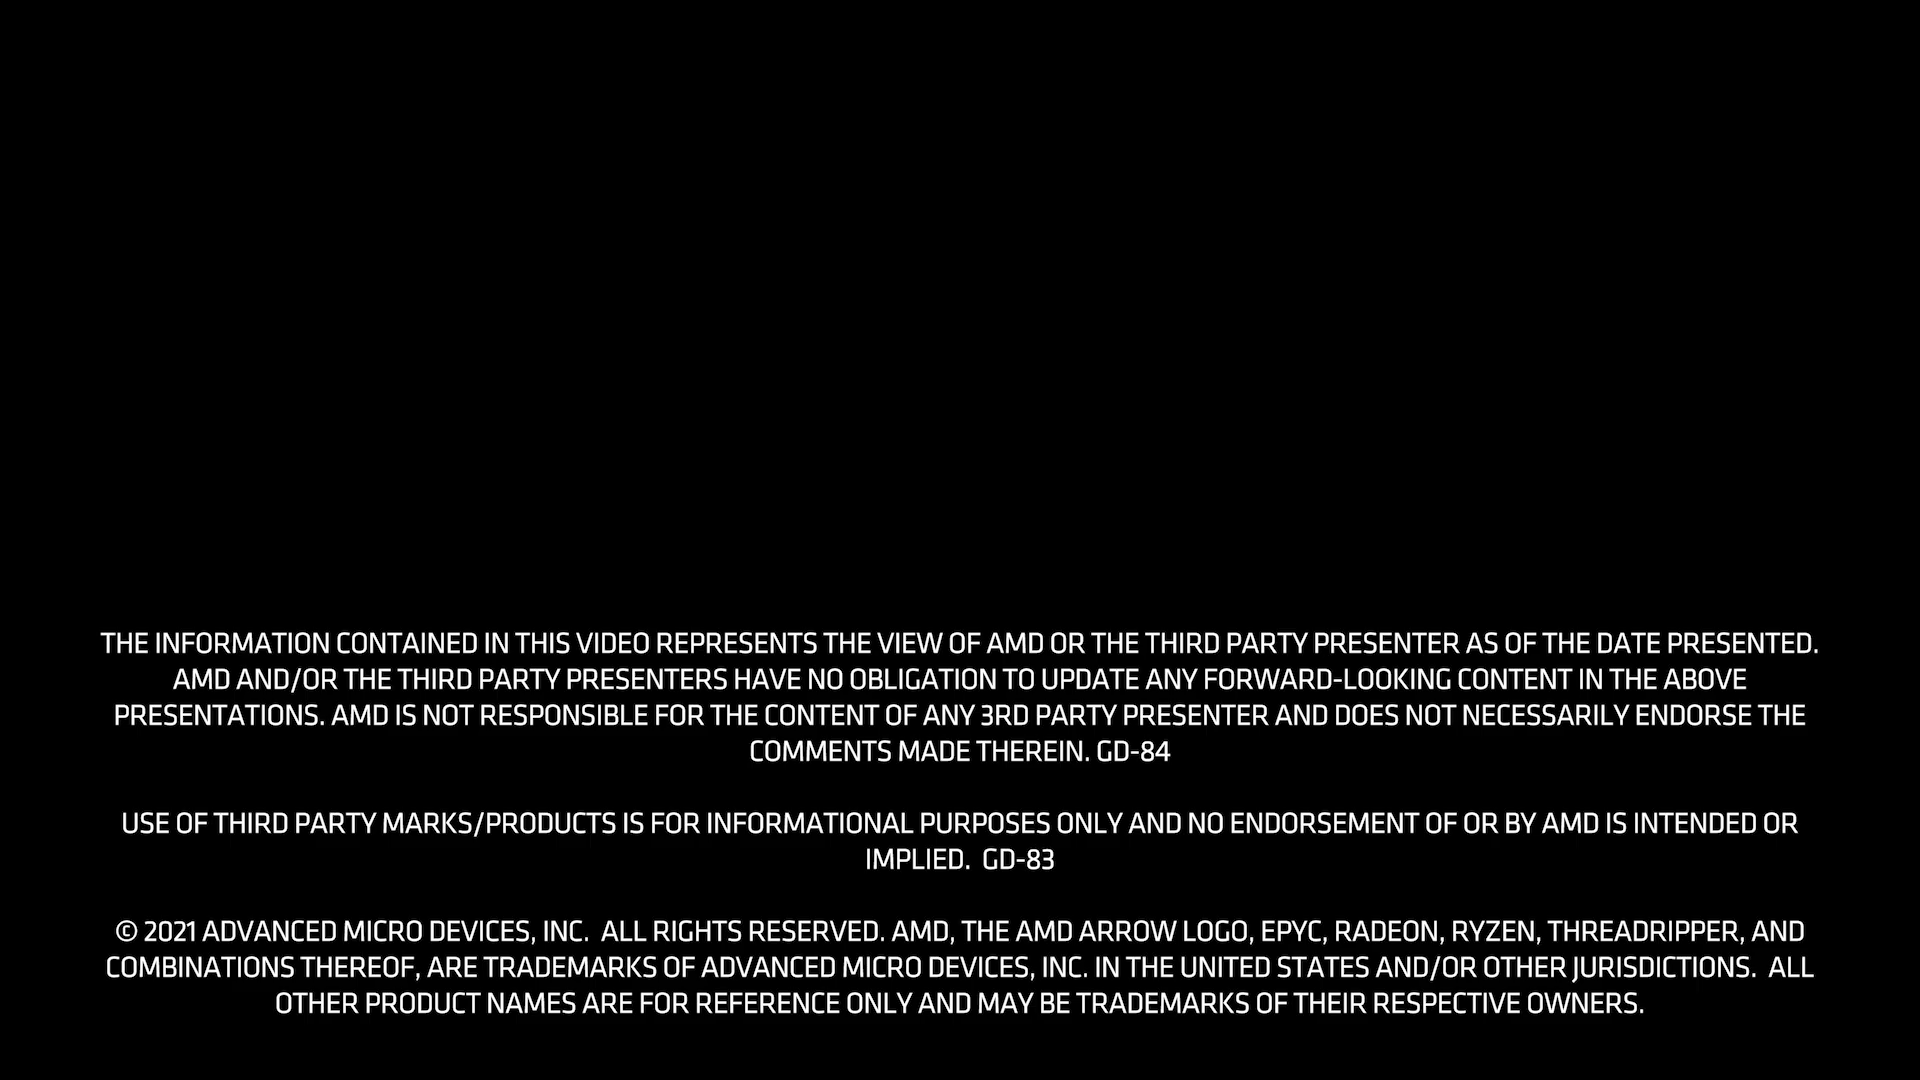 THE INFORMATION CONTAINED IN THIS VIDEO REPRESENTS THE VIEW OF AMD OR THE THIRD PARTY PRESENTER AS OF THE DATE PRESENTED.
AMD AND/OR THE THIRD PARTY PRESENTERS HAVE NO OBLIGATION TO UPDATE ANY FORWARD-LOOKING CONTENT IN THE ABOVE
PRESENTATIONS. AMD IS NOT RESPONSIBLE FOR THE CONTENT OF ANY 3RD PARTY PRESENTER AND DOES NOT NECESSARILY ENDORSE THE
COMMENTS MADE THEREIN. GD-84
USE OF THIRD PARTY MARKS/PRODUCTS IS FOR INFORMATIONAL PURPOSES ONLY AND NO ENDORSEMENT OF OR BY AMD IS INTENDED OR
IMPLIED.  GD-83
© 2021 ADVANCED MICRO DEVICES, INC.  ALL RIGHTS RESERVED. AMD, THE AMD ARROW LOGO, EPYC, RADEON, RYZEN, THREADRIPPER, AND
COMBINATIONS THEREOF, ARE TRADEMARKS OF ADVANCED MICRO DEVICES, INC. IN THE UNITED STATES AND/OR OTHER JURISDICTIONS.  ALL
OTHER PRODUCT NAMES ARE FOR REFERENCE ONLY AND MAY BE TRADEMARKS OF THEIR RESPECTIVE OWNERS.